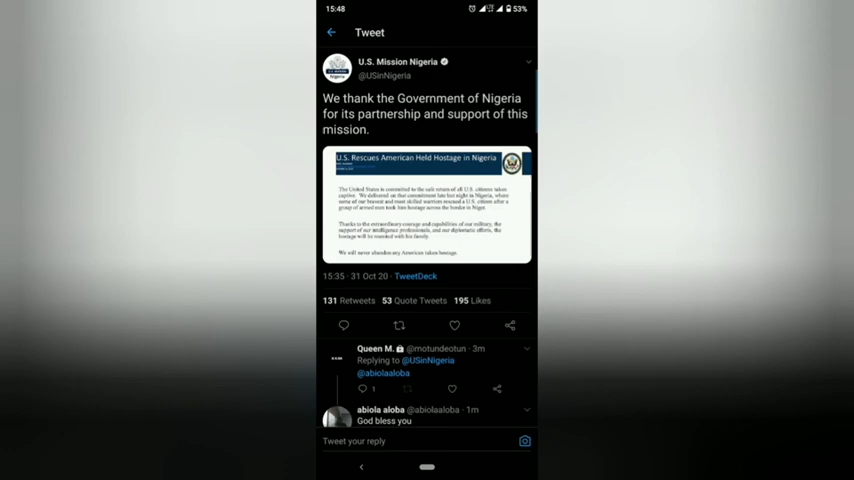 15:48
53%
Tweet
U.S. Mission Nigeria
@USinNigeria
We thank the Government of Nigeria
for its partnership and support of this
mission.
U.S. Rescues American Held Hostage in Nigeria
The United States is committed to the safe return of all U.S. citizens taken
captive. We delivered on that commitment late last night in Nigeria, where
some of our bravest and most skilled warriors rescued a U.S. citizen after a
group of armed men took him hostage across the border in Niger.
Thanks to the extraordinary courage and capabilities of our military, the
support of our intelligence professionals, and our diplomatic efforts, the
hostage will be reunited with his family.
We will never abandon any American taken hostage.
15:35 · 31 Oct 20 · TweetDeck
131 Retweets 53 Quote Tweets 195 Likes
Queen M. @motundeotun · 3m
Replying to @USinNigeria
@abiolaaloba
1
abiola aloba @abiolaaloba · 1m
God bless you
Tweet your reply